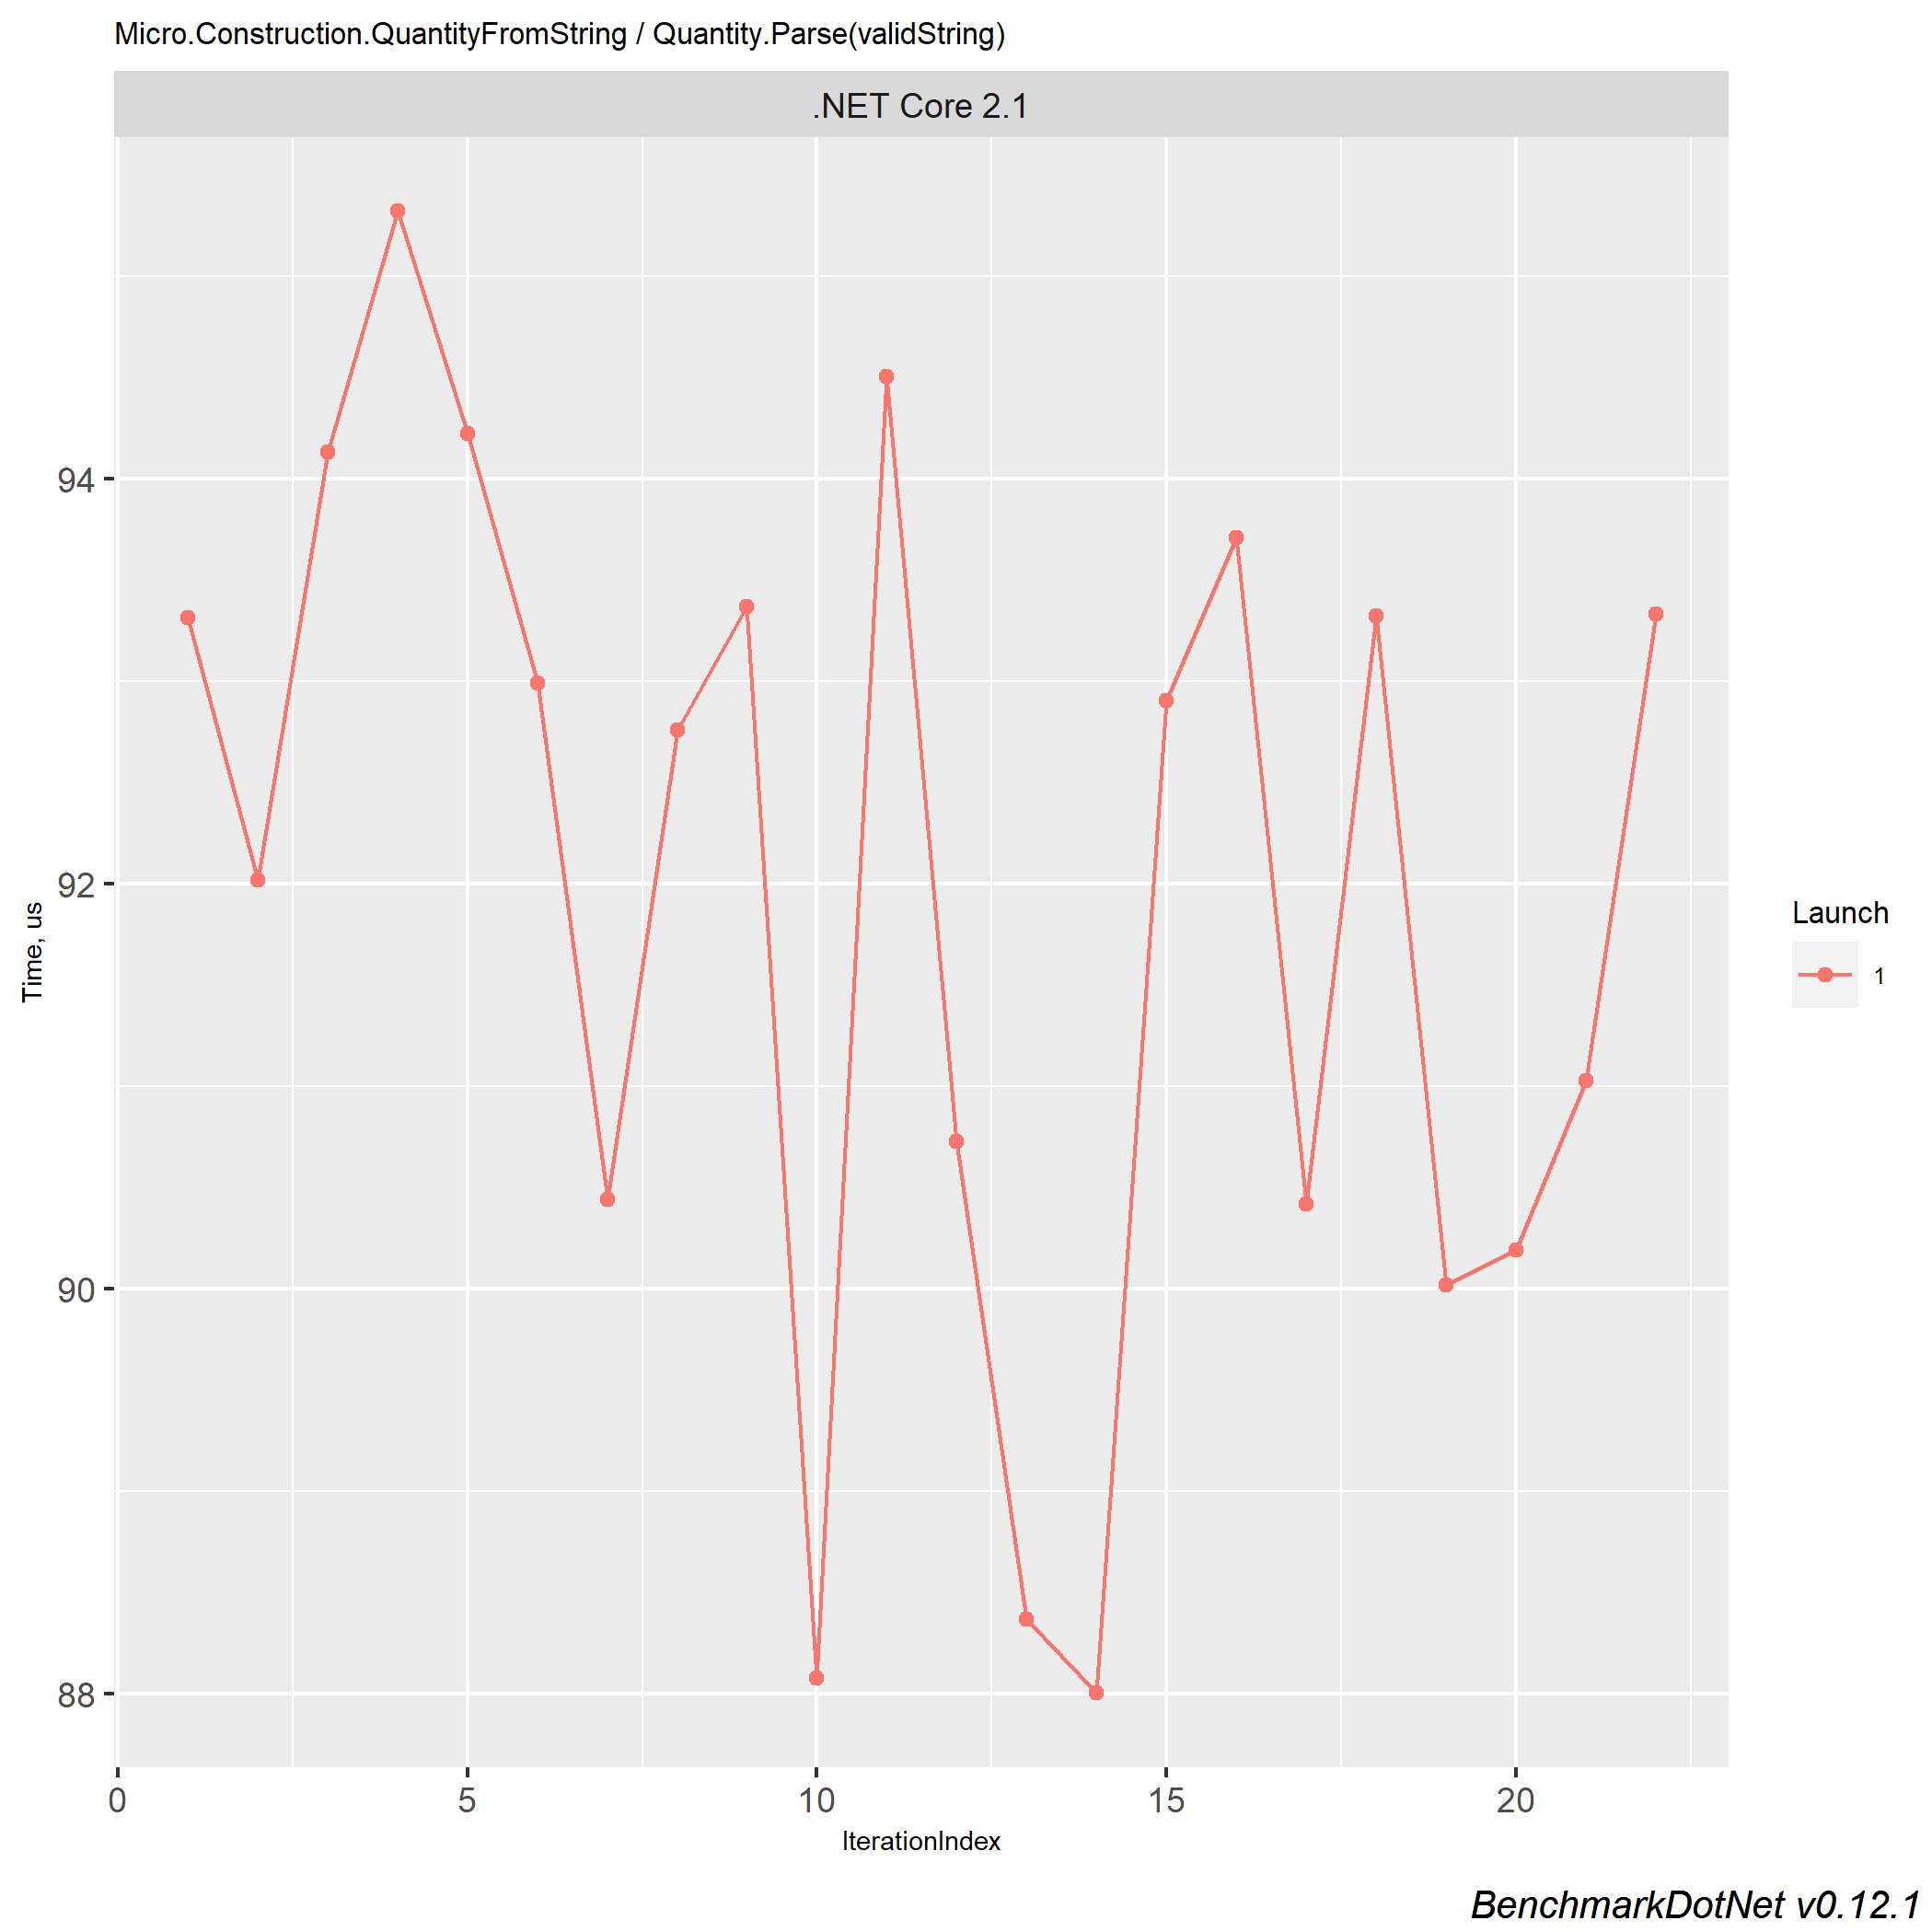 Micro.Construction.QuantityFromString / Quantity.Parse(validString)
.NET Core 2.1
94
92
90
88
Time, us
0 5 10 15 20
IterationIndex
Launch
1
BenchmarkDotNet v0.12.1